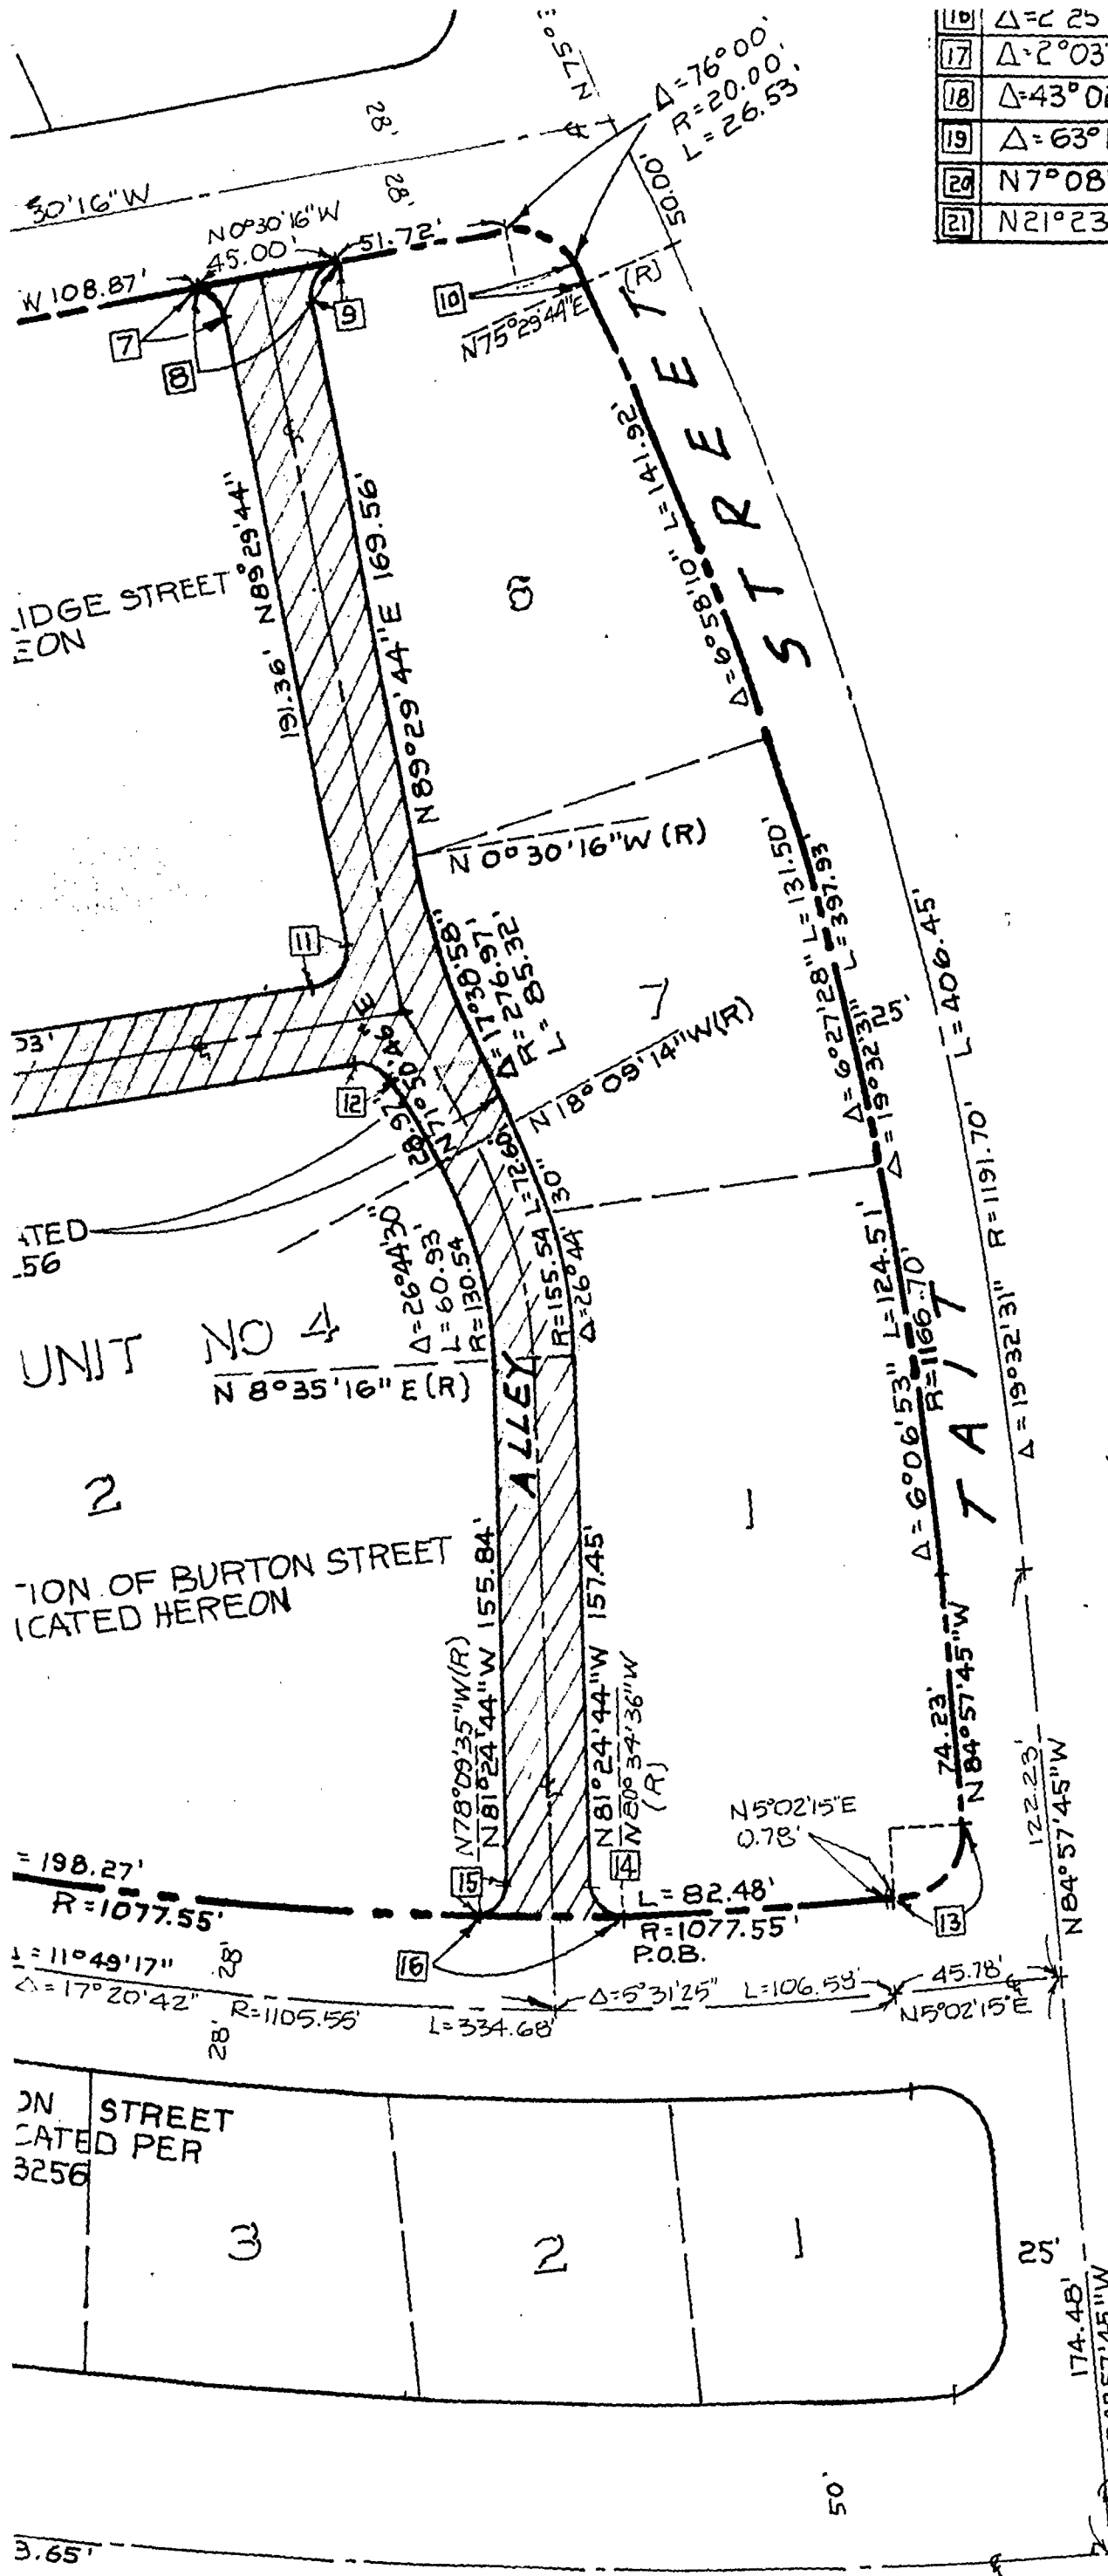 18 Δ=43°02
17 Δ=2°03'
19 Δ=63°
20 N7°08'
21 N21°23
N75°
Δ=76°00'
R=20.00'
L=26.53'
28'
28'
50.00'
30'16"W
N0°30'16"W
45.00'
51.72'
W 108.87'
7
8
9
10
(R)
N75°29'44"E
STREET
L=141.92'
Δ=6°58'10"
N89°29'44"
191.36'
N89°29'44"E 169.56'
IDGE STREET
EON
N 0°30'16"W (R)
11
03'
12
Δ=17°38'58"
R=276.97'
L=85.32'
7
N 18°09'14"W(R)
N71°50'46"E
28.97'
L=72.60'
Δ=6°27'28" L=131.50'
Δ=19°32'31" L=397.93'
25'
L=406.45'
R=1191.70'
Δ=19°32'31"
ATED
56
Δ=26°44'30"
L=60.93'
R=130.54
R=155.54
Δ=26°44'30"
UNIT NO 4
N 8°35'16" E (R)
ALLEY
L=124.51'
Δ=6°06'53"
R=1166.70'
TAIT
2
1
TION OF BURTON STREET
ICATED HEREON
N78°09'35"W(R)
N81°24'44"W 155.84'
157.45'
N81°24'44"W
N80°34'36"W
(R)
74.23'
N84°57'45"W
122.23'
N84°57'45"W
N5°02'15"E
0.78'
15
14
13
16
= 198.27'
R=1077.55'
L=82.48'
R=1077.55'
P.O.B.
= 11°49'17"
Δ=17°20'42"
28'
28'
R=1105.55'
L=334.68'
Δ=5°31'25"
L=106.58'
45.78'
N5°02'15"E
ON STREET
CATED PER
3256
3
2
1
25'
174.48'
50'
3.65'